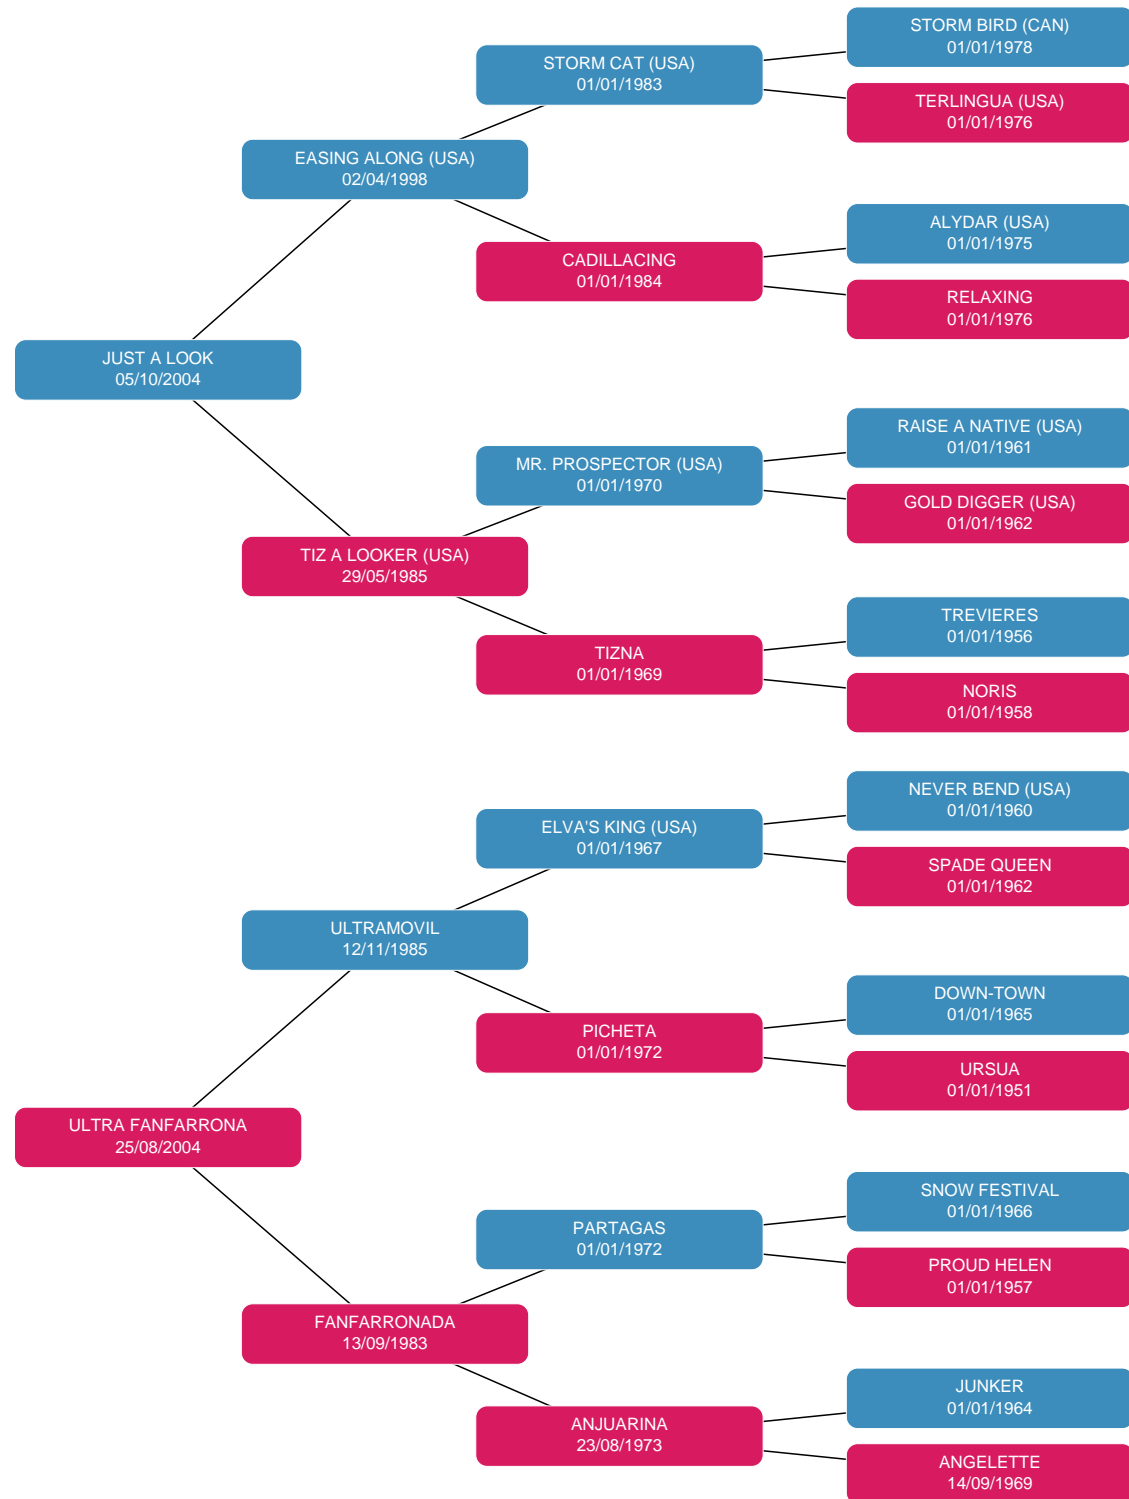 STORM BIRD (CAN)
01/01/1978
STORM CAT (USA)
01/01/1983
TERLINGUA (USA)
01/01/1976
EASING ALONG (USA)
02/04/1998
ALYDAR (USA)
01/01/1975
CADILLACING
01/01/1984
RELAXING
01/01/1976
JUST A LOOK
05/10/2004
RAISE A NATIVE (USA)
01/01/1961
MR. PROSPECTOR (USA)
01/01/1970
GOLD DIGGER (USA)
01/01/1962
TIZ A LOOKER (USA)
29/05/1985
TREVIERES
01/01/1956
TIZNA
01/01/1969
NORIS
01/01/1958
NEVER BEND (USA)
01/01/1960
ELVA'S KING (USA)
01/01/1967
SPADE QUEEN
01/01/1962
ULTRAMOVIL
12/11/1985
DOWN-TOWN
01/01/1965
PICHETA
01/01/1972
URSUA
01/01/1951
ULTRA FANFARRONA
25/08/2004
SNOW FESTIVAL
01/01/1966
PARTAGAS
01/01/1972
PROUD HELEN
01/01/1957
FANFARRONADA
13/09/1983
JUNKER
01/01/1964
ANJUARINA
23/08/1973
ANGELETTE
14/09/1969